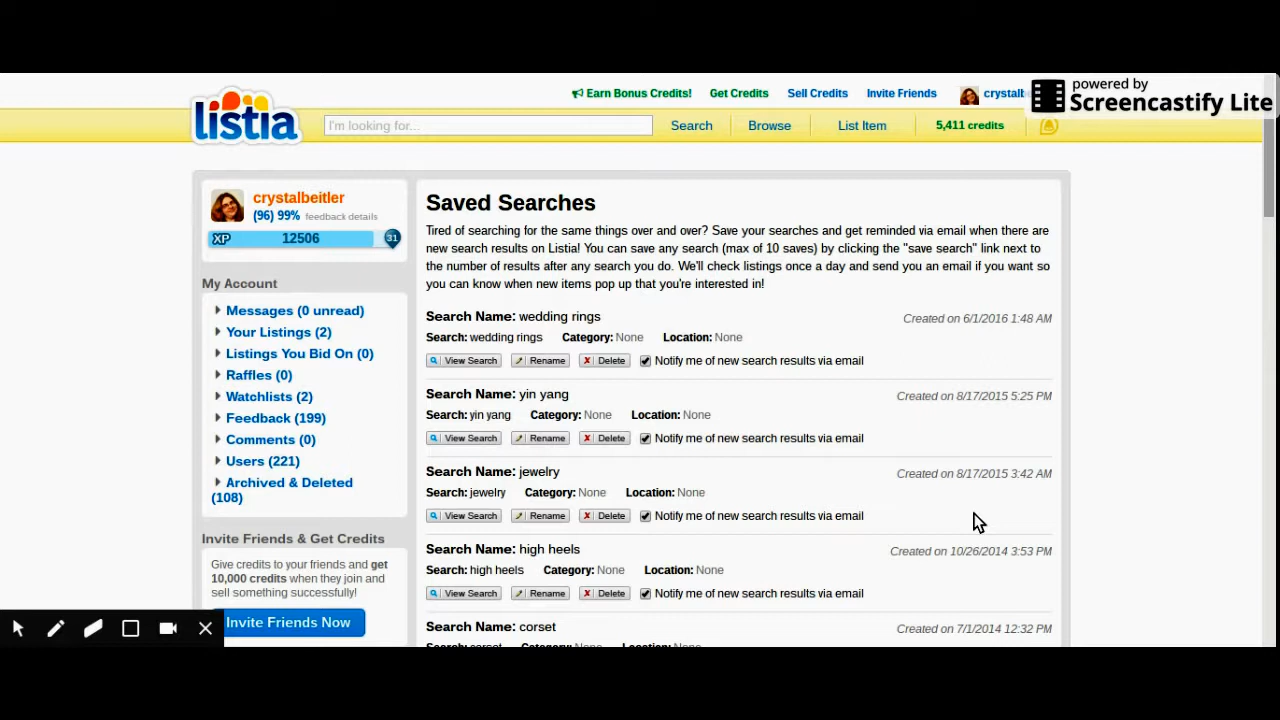 powered by
Screencastify Lite
listia
Earn Bonus Credits! Get Credits Sell Credits Invite Friends
I'm looking for... Search Browse List Item 5,411 credits
crystalbeitler
(96) 99% feedback details
XP 12506 31
My Account
Messages (0 unread)
Your Listings (2)
Listings You Bid On (0)
Raffles (0)
Watchlists (2)
Feedback (199)
Comments (0)
Users (221)
Archived & Deleted
(108)
Invite Friends & Get Credits
Give credits to your friends and get
10,000 credits when they join and
sell something successfully!
Invite Friends Now
Saved Searches
Tired of searching for the same things over and over? Save your searches and get reminded via email when there are
new search results on Listia! You can save any search (max of 10 saves) by clicking the "save search" link next to
the number of results after any search you do. We'll check listings once a day and send you an email if you want so
you can know when new items pop up that you're interested in!
Search Name: wedding rings Created on 6/1/2016 1:48 AM
Search: wedding rings Category: None Location: None
View Search Rename Delete Notify me of new search results via email
Search Name: yin yang Created on 8/17/2015 5:25 PM
Search: yin yang Category: None Location: None
View Search Rename Delete Notify me of new search results via email
Search Name: jewelry Created on 8/17/2015 3:42 AM
Search: jewelry Category: None Location: None
View Search Rename Delete Notify me of new search results via email
Search Name: high heels Created on 10/26/2014 3:53 PM
Search: high heels Category: None Location: None
View Search Rename Delete Notify me of new search results via email
Search Name: corset Created on 7/1/2014 12:32 PM